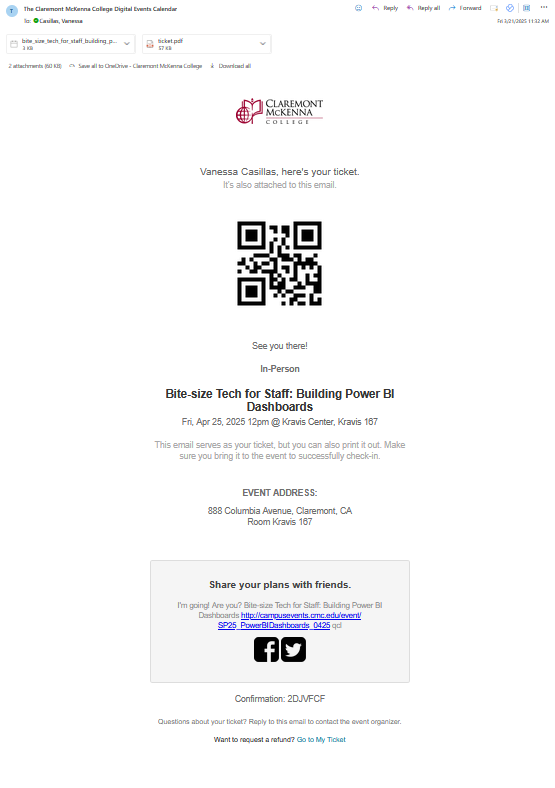 The Claremont McKenna College Digital Events Calendar
Reply
Reply all
Forward
To: Casillas, Vanessa
Fri 3/21/2025 11:32 AM
bite_size_tech_for_staff_building_p...
3 KB
ticket.pdf
57 KB
2 attachments (60 KB)
Save all to OneDrive - Claremont McKenna College
Download all
CLAREMONT
MCKENNA
COLLEGE
Vanessa Casillas, here's your ticket.
It's also attached to this email.
See you there!
In-Person
Bite-size Tech for Staff: Building Power BI
Dashboards
Fri, Apr 25, 2025 12pm @ Kravis Center, Kravis 167
This email serves as your ticket, but you can also print it out. Make
sure you bring it to the event to successfully check-in.
EVENT ADDRESS:
888 Columbia Avenue, Claremont, CA
Room Kravis 167
Share your plans with friends.
I'm going! Are you? Bite-size Tech for Staff: Building Power BI
Dashboards http://campusevents.cmc.edu/event/
SP25_PowerBIDashboards_0425
Confirmation: 2DJVFCF
Questions about your ticket? Reply to this email to contact the event organizer.
Want to request a refund? Go to My Ticket